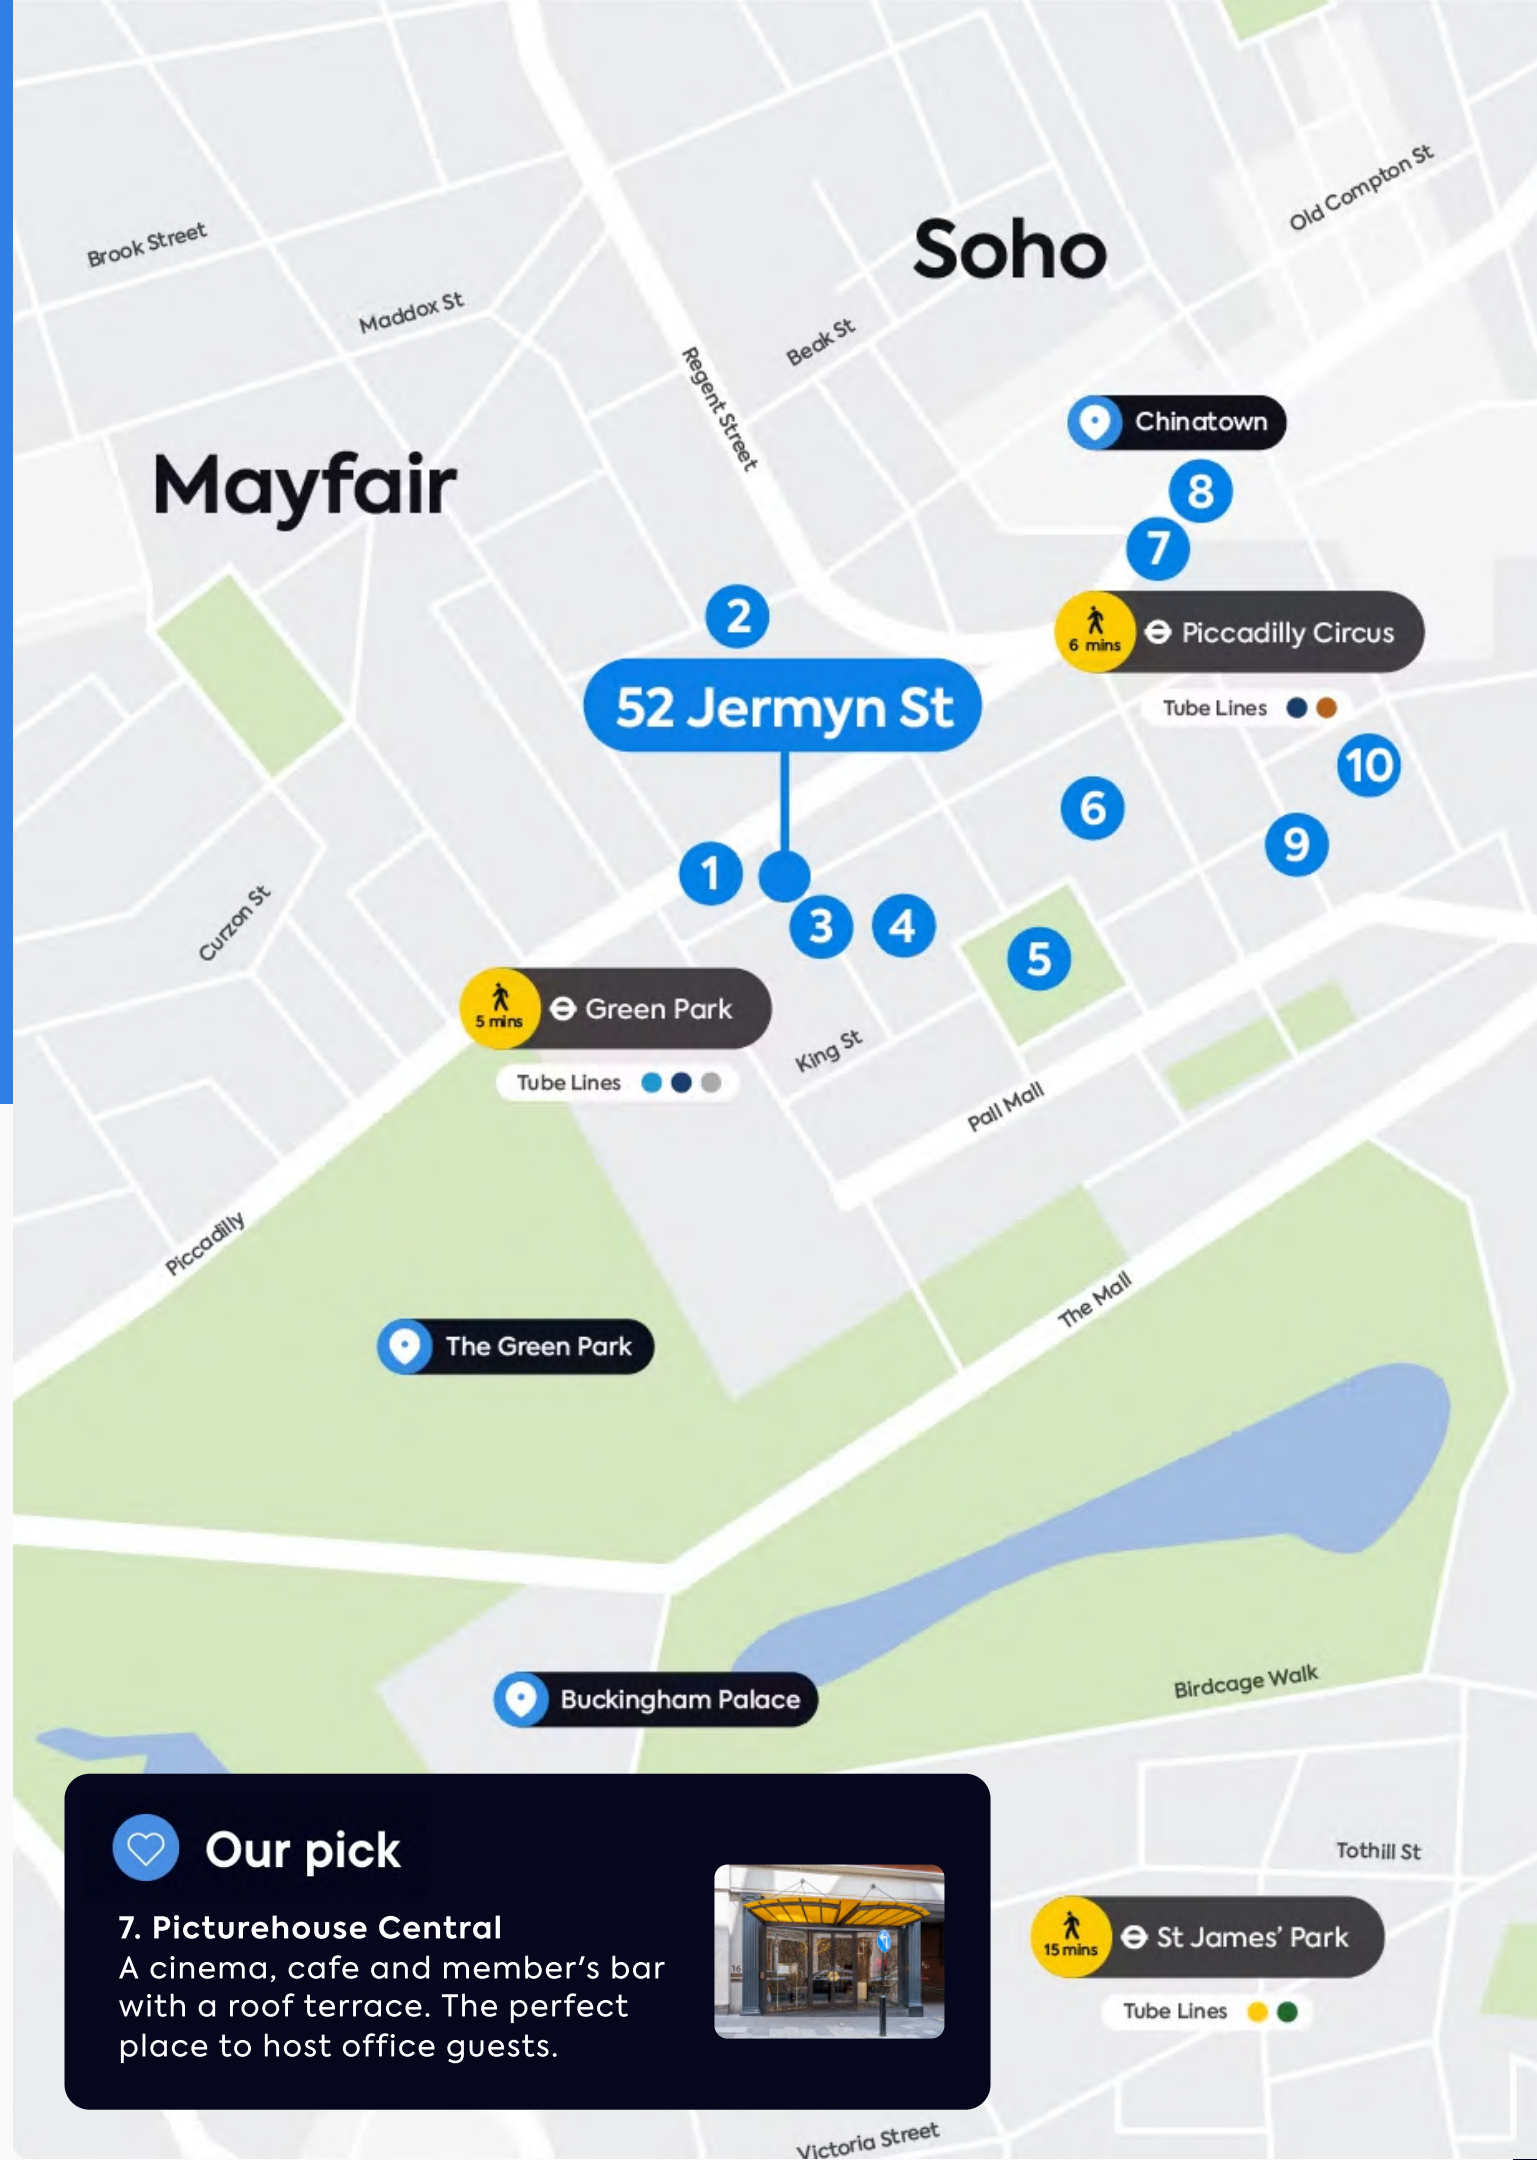 Old Compton St
Soho
Brook Street
Maddox St
Beak St
Regent Street
Chinatown
Mayfair
8
7
2
6 mins
Piccadilly Circus
52 Jermyn St
Tube Lines
10
6
9
1
3
4
5
Curzon St
5 mins
Green Park
King St
Tube Lines
Pall Mall
Piccadilly
The Mall
The Green Park
Birdcage Walk
Buckingham Palace
Our pick
Tothill St
7. Picturehouse Central
A cinema, cafe and member's bar
with a roof terrace. The perfect
place to host office guests.
16
15 mins
St James' Park
Tube Lines
Victoria Street